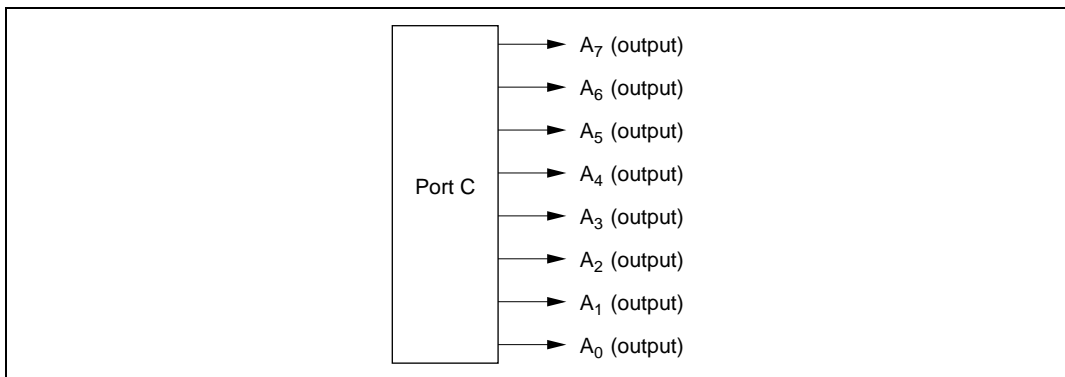 A7 (output)
A6 (output)
A5 (output)
A4 (output)
Port C
A3 (output)
A2 (output)
A1 (output)
A0 (output)